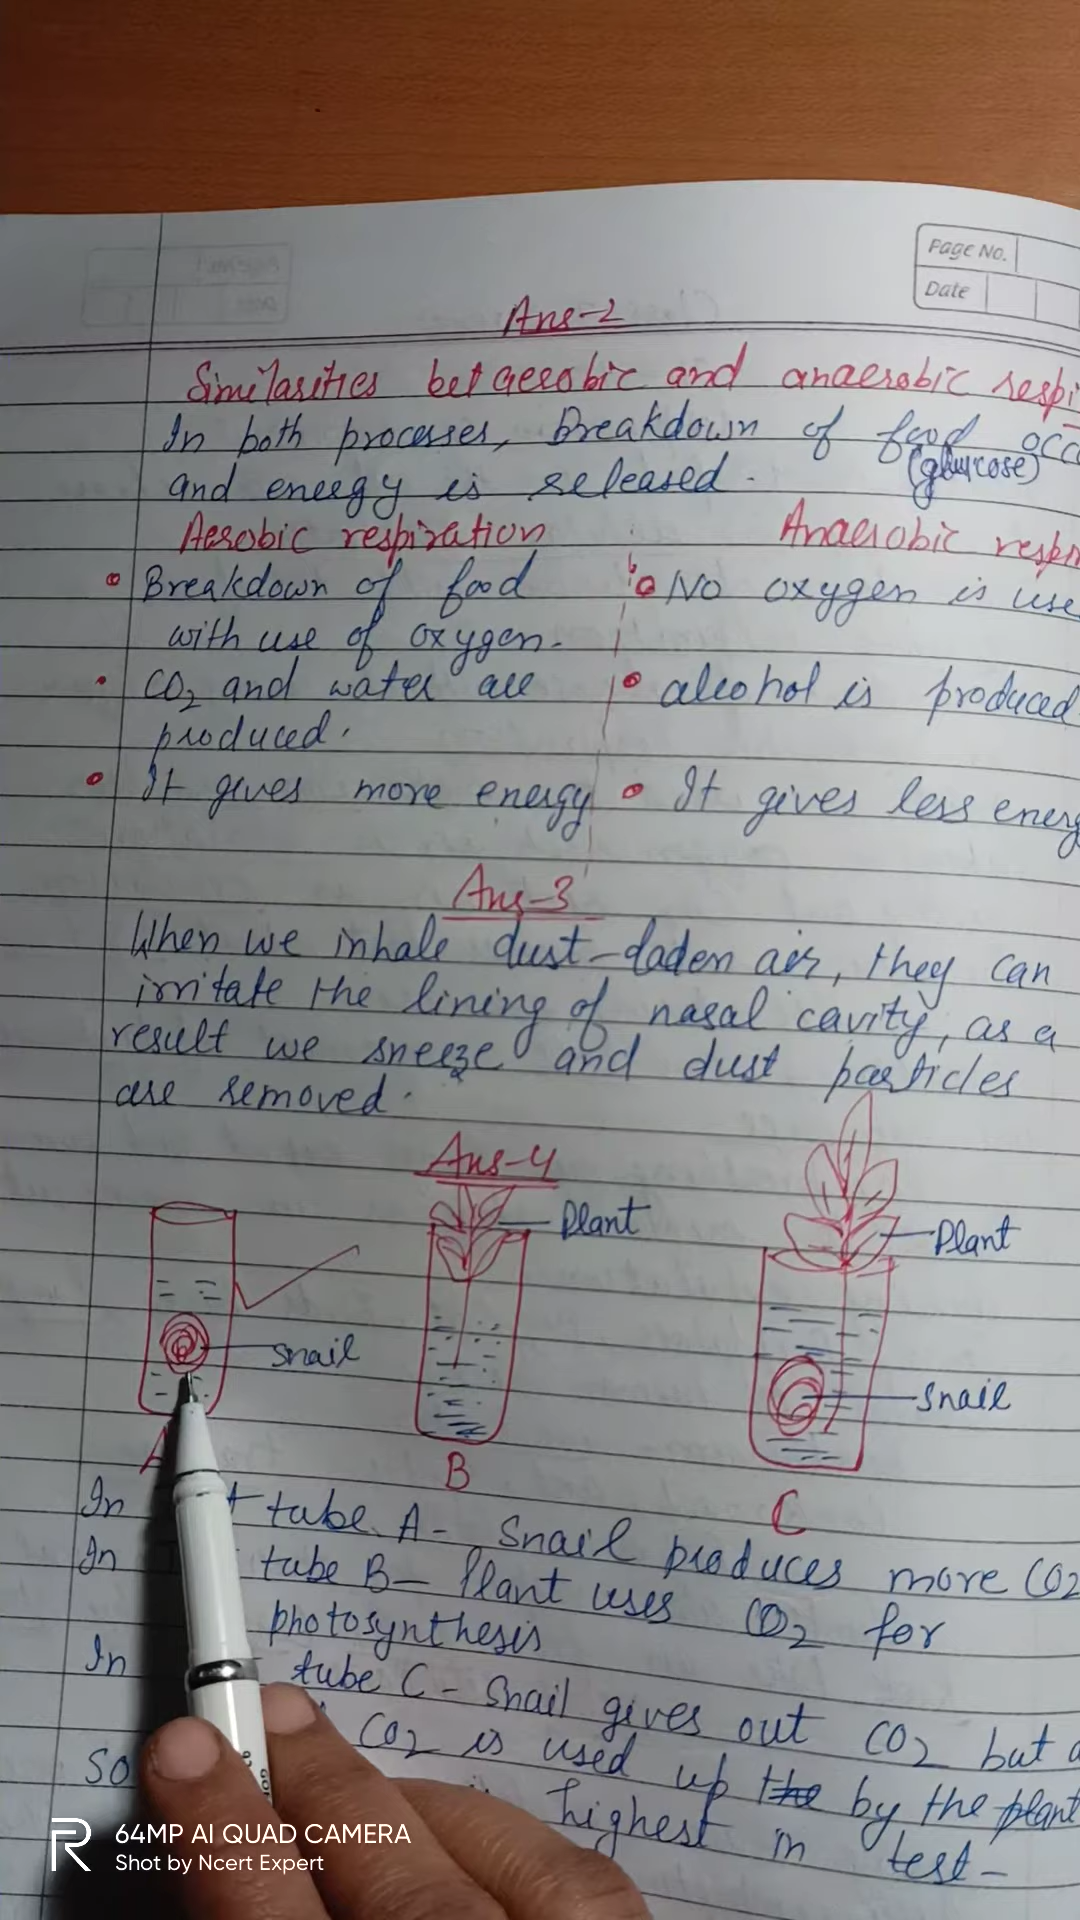 Page No.
Date
Ans-2
Similarities bet aerobic and anaerobic respi
In both processes, Breakdown of food occ
(glucose)
and energy is released.
Aerobic respiration
Anaerobic respi
Breakdown of food
No oxygen is use
with use of oxygen.
CO2 and water are
alcohol is produced
produced.
It gives more energy
It gives less energ
Ans-3
When we inhale dust-laden air, they can
irritate the lining of nasal cavity, as a
result we sneeze and dust particles
are removed.
Ans-4
Plant
Plant
Snail
Snail
A
B
C
In t tube A- Snail produces more CO2
In tube B- Plant uses CO2 for
photosynthesis
In tube C- Snail gives out CO2 but
CO2 is used up the by the plant
So highest in test-
64MP AI QUAD CAMERA
Shot by Ncert Expert